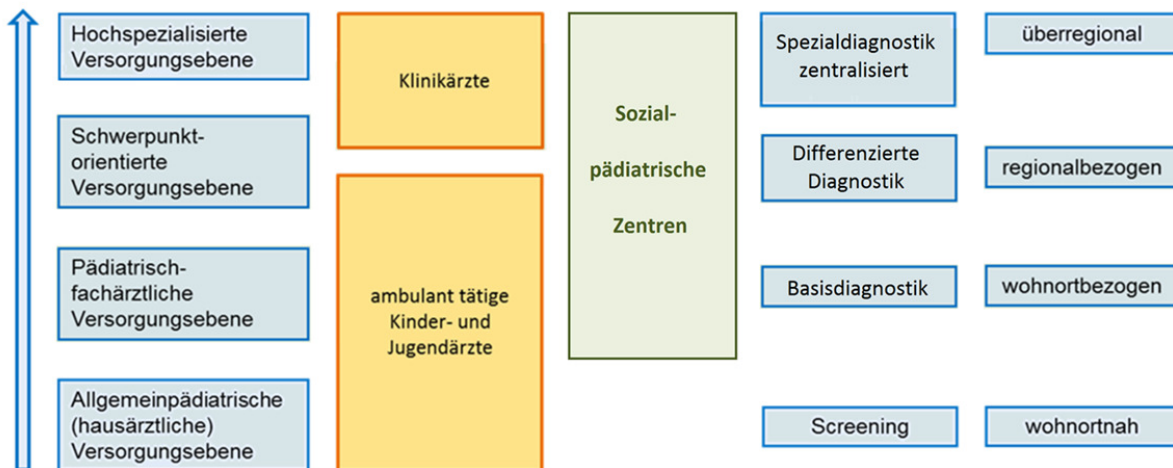 Hochspezialisierte
Versorgungsebene
Schwerpunkt-
orientierte
Versorgungsebene
Pädiatrisch-
fachärztliche
Versorgungsebene
Allgemeinpädiatrische
(hausärztliche)
Versorgungsebene
Klinikärzte
ambulant tätige
Kinder- und
Jugendärzte
Sozial-
pädiatrische
Zentren
Spezialdiagnostik
zentralisiert
Differenzierte
Diagnostik
Basisdiagnostik
Screening
überregional
regionalbezogen
wohnortbezogen
wohnortnah